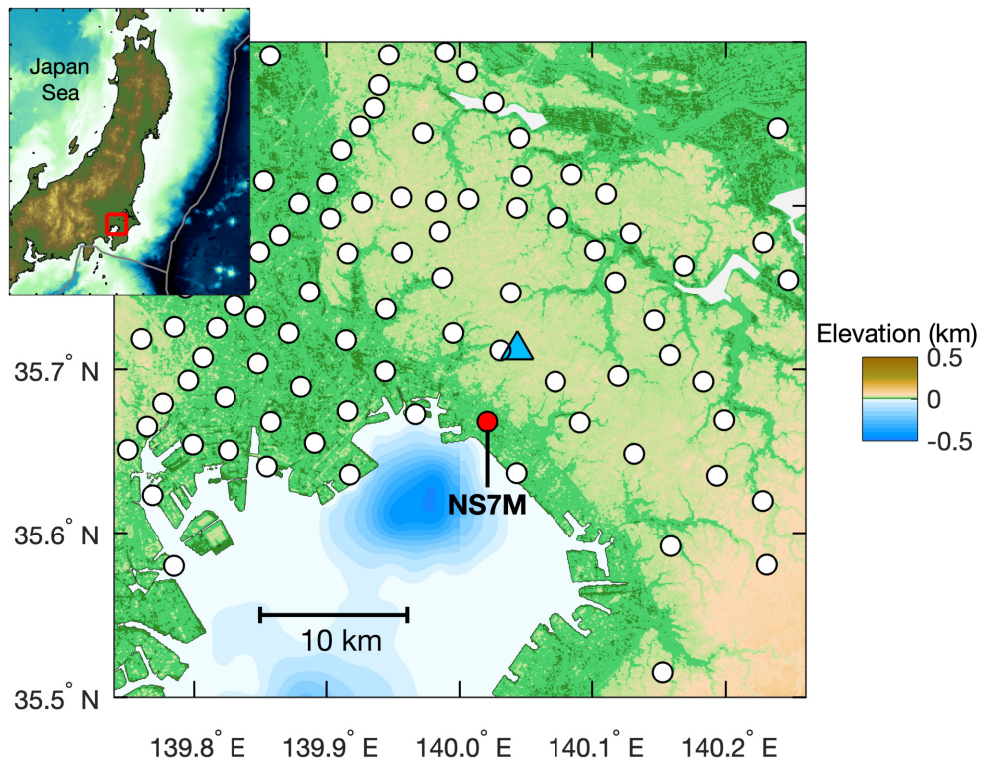 Japan
Sea
Elevation (km)
0.5
0
-0.5
35.7° N
NS7M
35.6° N
10 km
35.5° N
139.8° E
139.9° E
140.0° E
140.1° E
140.2° E